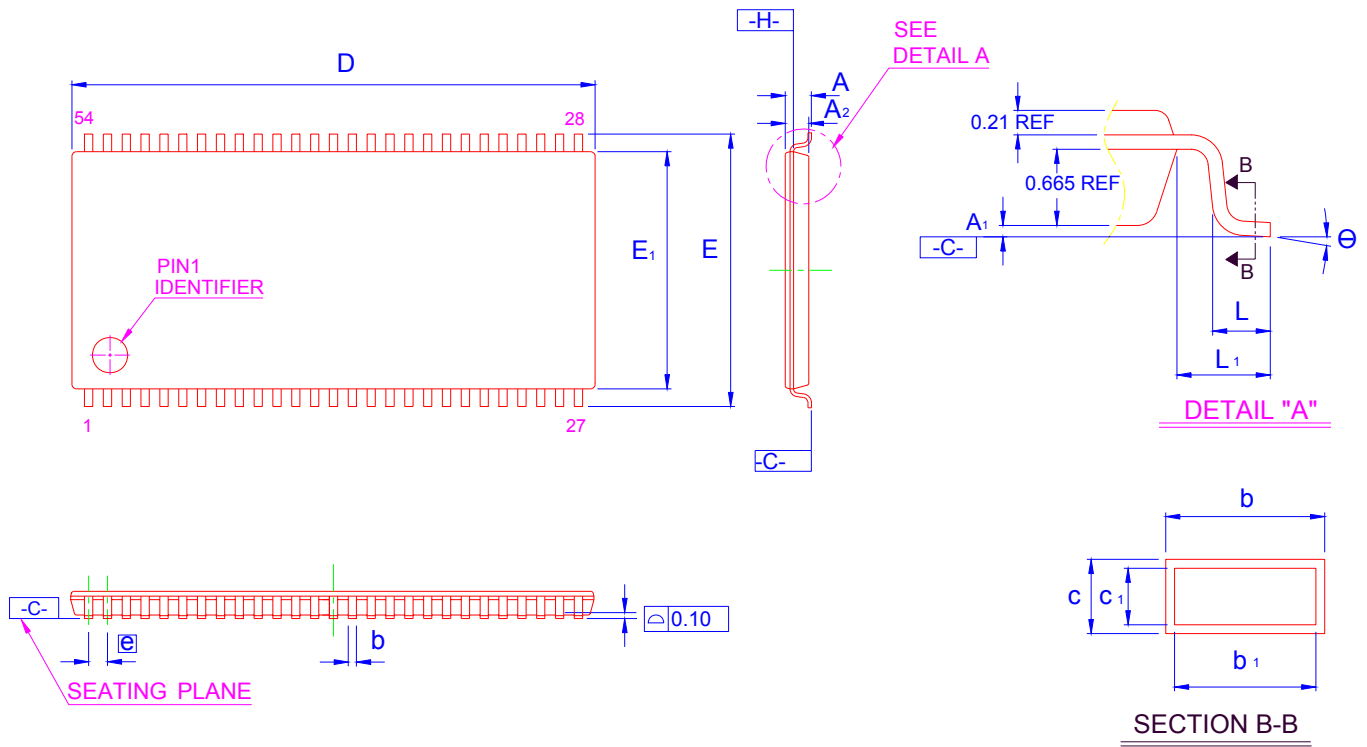 -H-
SEE
DETAIL A
D
A
A2
54
28
0.21 REF
B
0.665 REF
A1
-C-
Θ
E1
E
PIN1
IDENTIFIER
B
L
L1
1
27
DETAIL "A"
-C-
b
-C-
0.10
c
c1
e
b
b1
SEATING PLANE
SECTION B-B